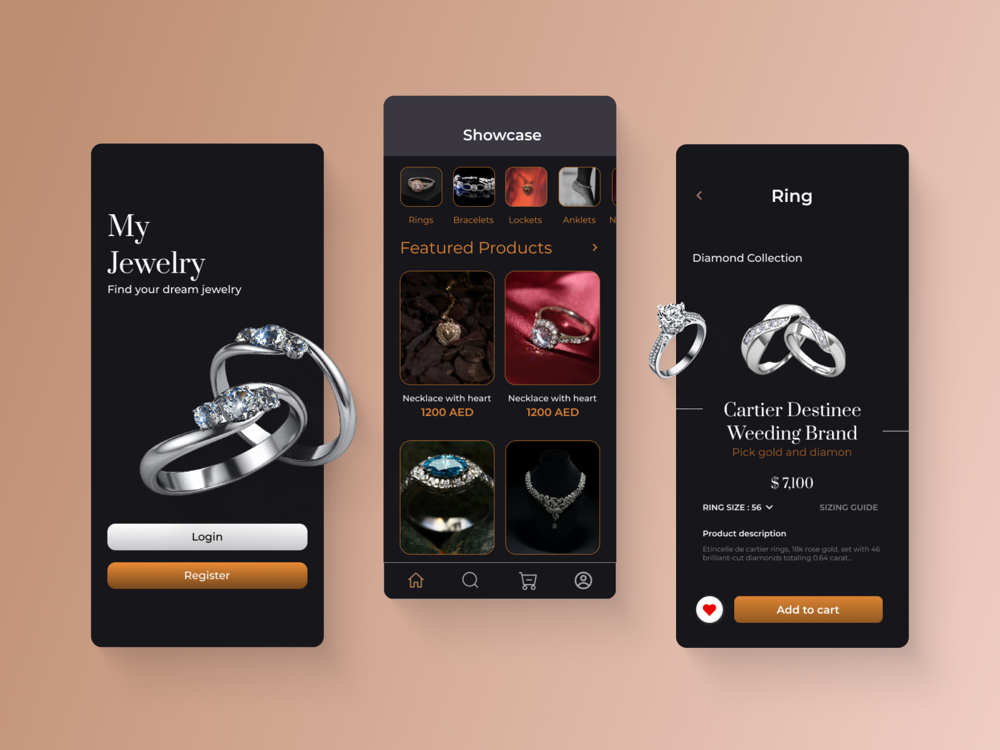 My
Jewelry
Find your dream jewelry
Login
Register
Showcase
Rings Bracelets Lockets Anklets N
Featured Products
Necklace with heart Necklace with heart
1200 AED 1200 AED
Ring
Diamond Collection
Cartier Destinee
Weeding Brand
Pick gold and diamon
$ 7,100
RING SIZE : 56 SIZING GUIDE
Product description
Etincelle de cartier rings, 18k rose gold, set with 46
brilliant-cut diamonds totaling 0.64 carat...
Add to cart